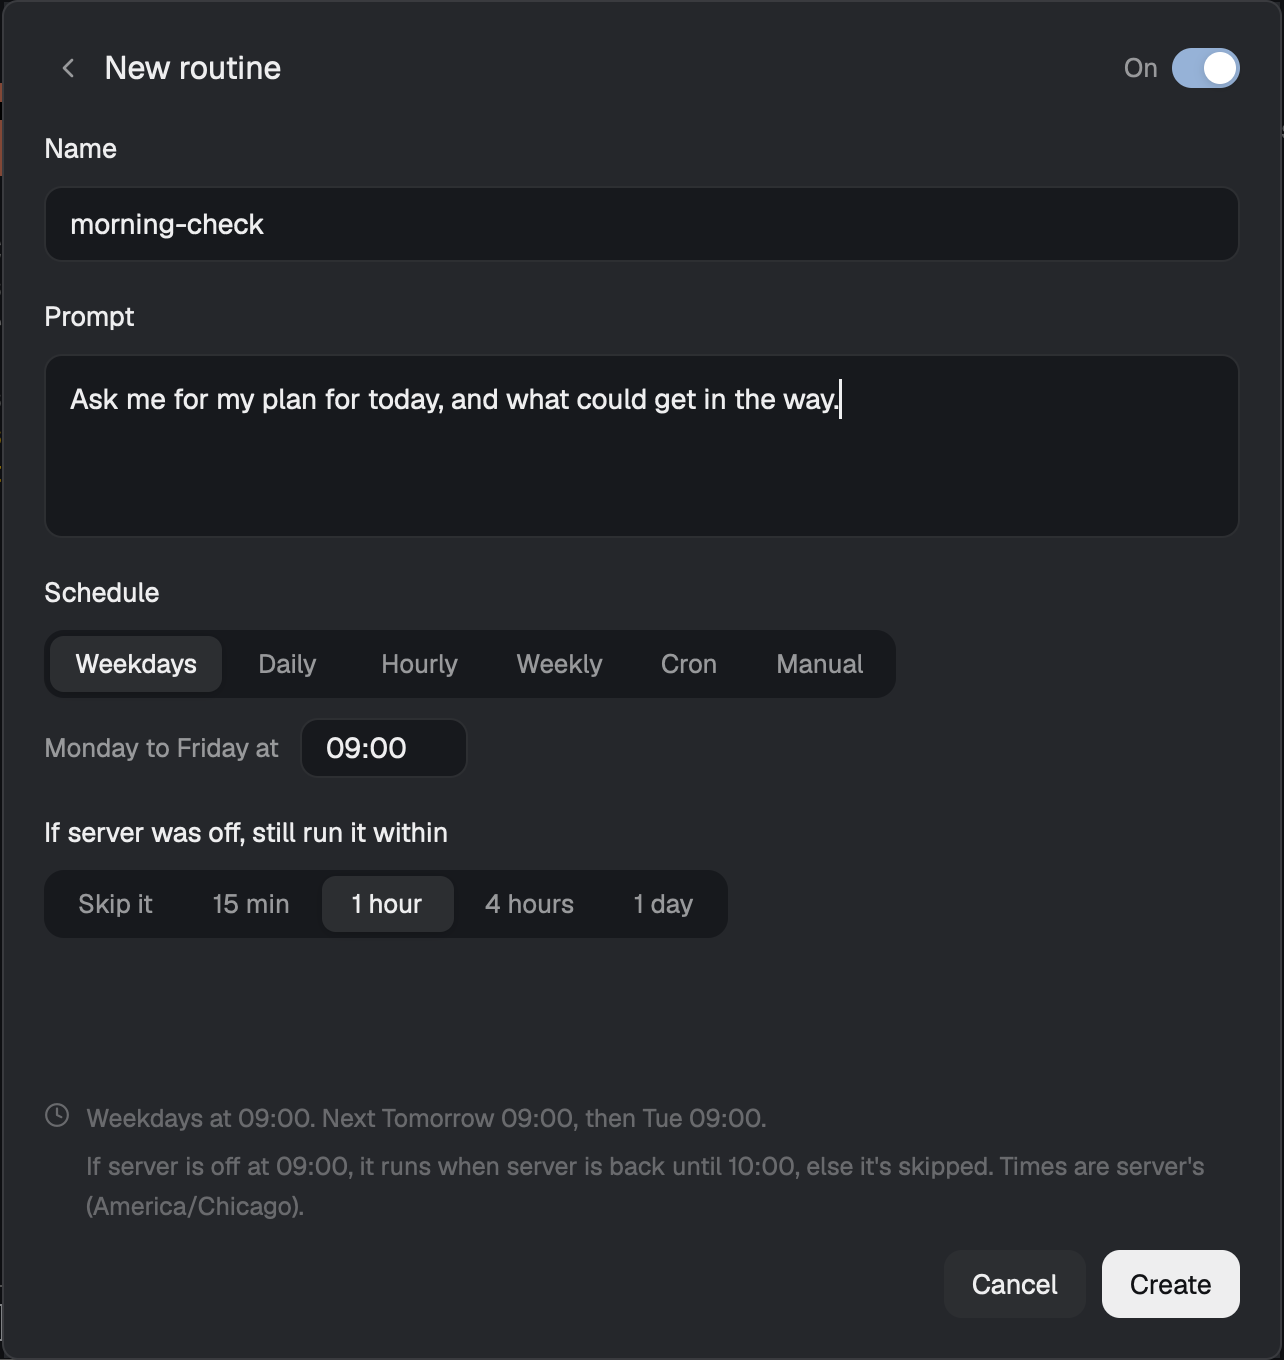 New routine
On
Name
morning-check
Prompt
Ask me for my plan for today, and what could get in the way.
Schedule
Weekdays Daily Hourly Weekly Cron Manual
Monday to Friday at 09:00
If server was off, still run it within
Skip it 15 min 1 hour 4 hours 1 day
Weekdays at 09:00. Next Tomorrow 09:00, then Tue 09:00.
If server is off at 09:00, it runs when server is back until 10:00, else it's skipped. Times are server's
(America/Chicago).
Cancel Create